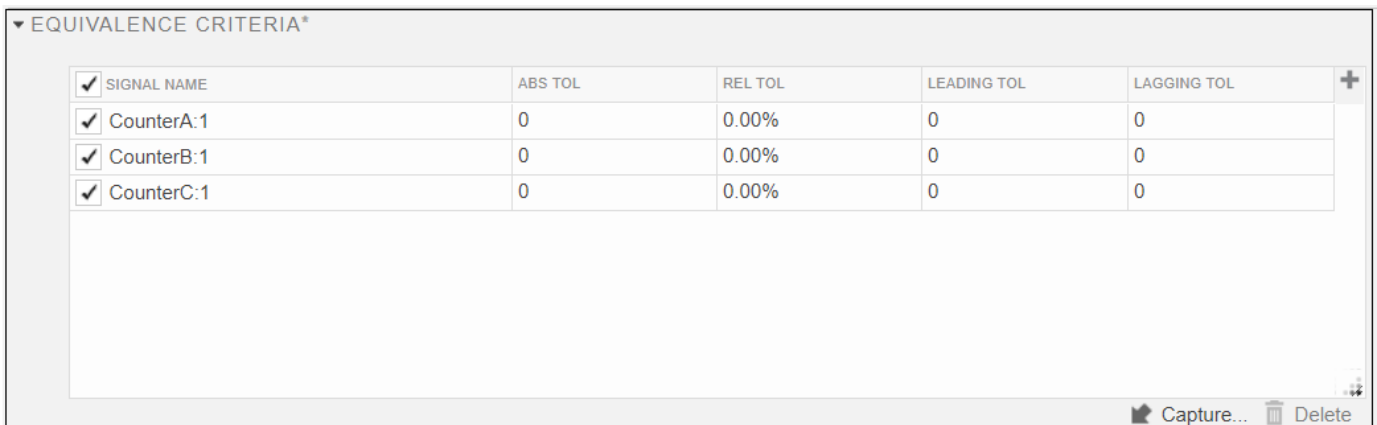 EQUIVALENCE CRITERIA*
SIGNAL NAME ABS TOL REL TOL LEADING TOL LAGGING TOL
CounterA:1 0 0.00% 0 0
CounterB:1 0 0.00% 0 0
CounterC:1 0 0.00% 0 0
Capture... Delete